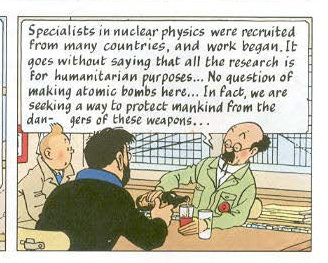 Specialists in nuclear physics were recruited
from many countries, and work began. It
goes without saying that all the research is
for humanitarian purposes... No question of
making atomic bombs here... In fact, we are
seeking a way to protect mankind from the
dan- gers of these weapons...